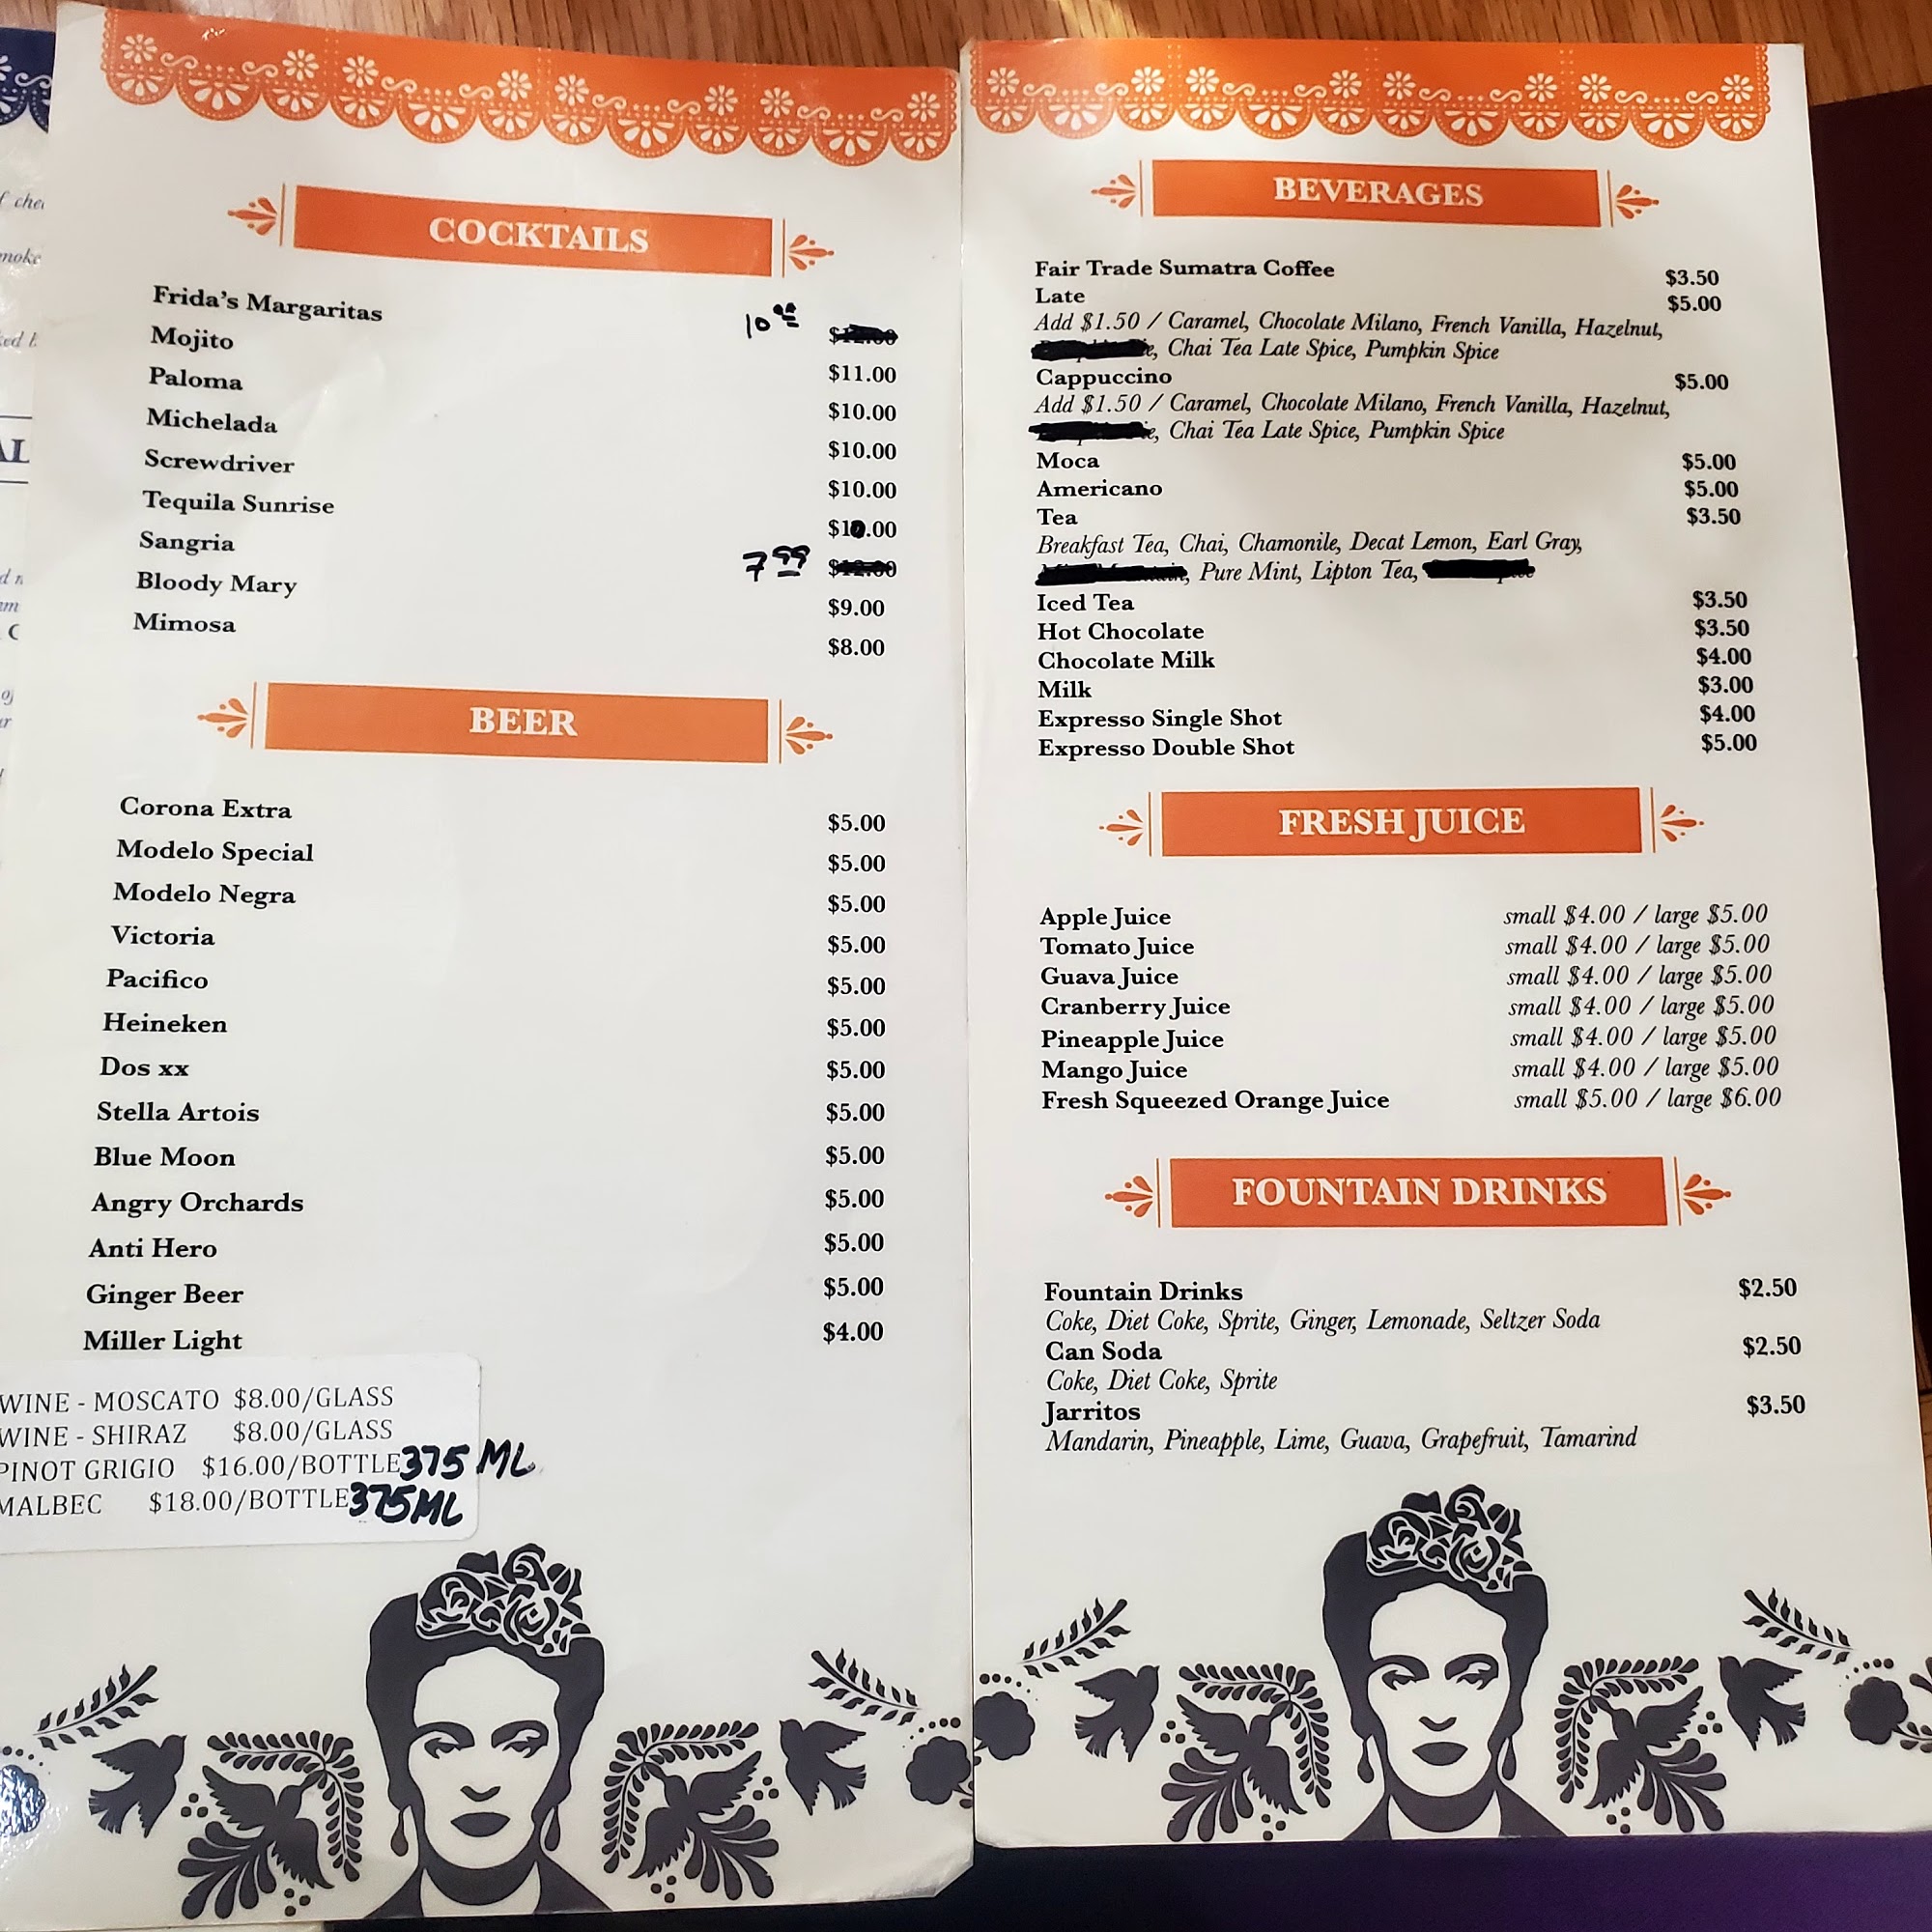 COCKTAILS
Frida's Margaritas 10.00
Mojito $11.00
Paloma $10.00
Michelada $10.00
Screwdriver $10.00
Tequila Sunrise $10.00
Sangria 7 99
Bloody Mary $9.00
Mimosa $8.00
BEER
Corona Extra $5.00
Modelo Special $5.00
Modelo Negra $5.00
Victoria $5.00
Pacifico $5.00
Heineken $5.00
Dos xx $5.00
Stella Artois $5.00
Blue Moon $5.00
Angry Orchards $5.00
Anti Hero $5.00
Ginger Beer $5.00
Miller Light $4.00
WINE - MOSCATO $8.00/GLASS
WINE - SHIRAZ $8.00/GLASS
PINOT GRIGIO $16.00/BOTTLE 375 ML
MALBEC $18.00/BOTTLE 375 ML
BEVERAGES
Fair Trade Sumatra Coffee $3.50
Late $5.00
Add $1.50 / Caramel, Chocolate Milano, French Vanilla, Hazelnut,
Chai Tea Late Spice, Pumpkin Spice
Cappuccino $5.00
Add $1.50 / Caramel, Chocolate Milano, French Vanilla, Hazelnut,
Chai Tea Late Spice, Pumpkin Spice
Moca $5.00
Americano $5.00
Tea $3.50
Breakfast Tea, Chai, Chamonile, Decat Lemon, Earl Gray,
Pure Mint, Lipton Tea,
Iced Tea $3.50
Hot Chocolate $3.50
Chocolate Milk $4.00
Milk $3.00
Expresso Single Shot $4.00
Expresso Double Shot $5.00
FRESH JUICE
Apple Juice small $4.00 / large $5.00
Tomato Juice small $4.00 / large $5.00
Guava Juice small $4.00 / large $5.00
Cranberry Juice small $4.00 / large $5.00
Pineapple Juice small $4.00 / large $5.00
Mango Juice small $4.00 / large $5.00
Fresh Squeezed Orange Juice small $5.00 / large $6.00
FOUNTAIN DRINKS
Fountain Drinks $2.50
Coke, Diet Coke, Sprite, Ginger, Lemonade, Seltzer Soda
Can Soda $2.50
Coke, Diet Coke, Sprite
Jarritos $3.50
Mandarin, Pineapple, Lime, Guava, Grapefruit, Tamarind